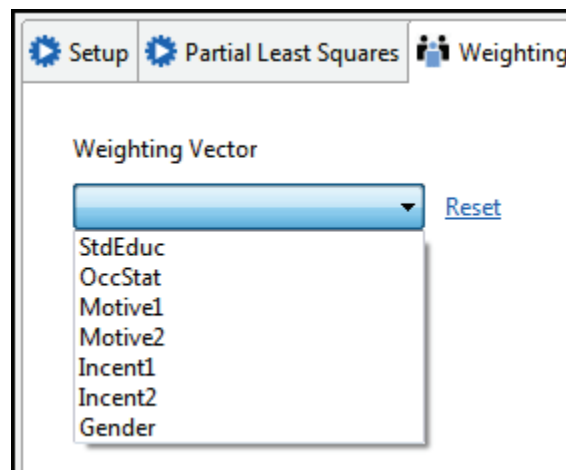 Setup Partial Least Squares Weighting
Weighting Vector
Reset
StdEduc
OccStat
Motive1
Motive2
Incent1
Incent2
Gender